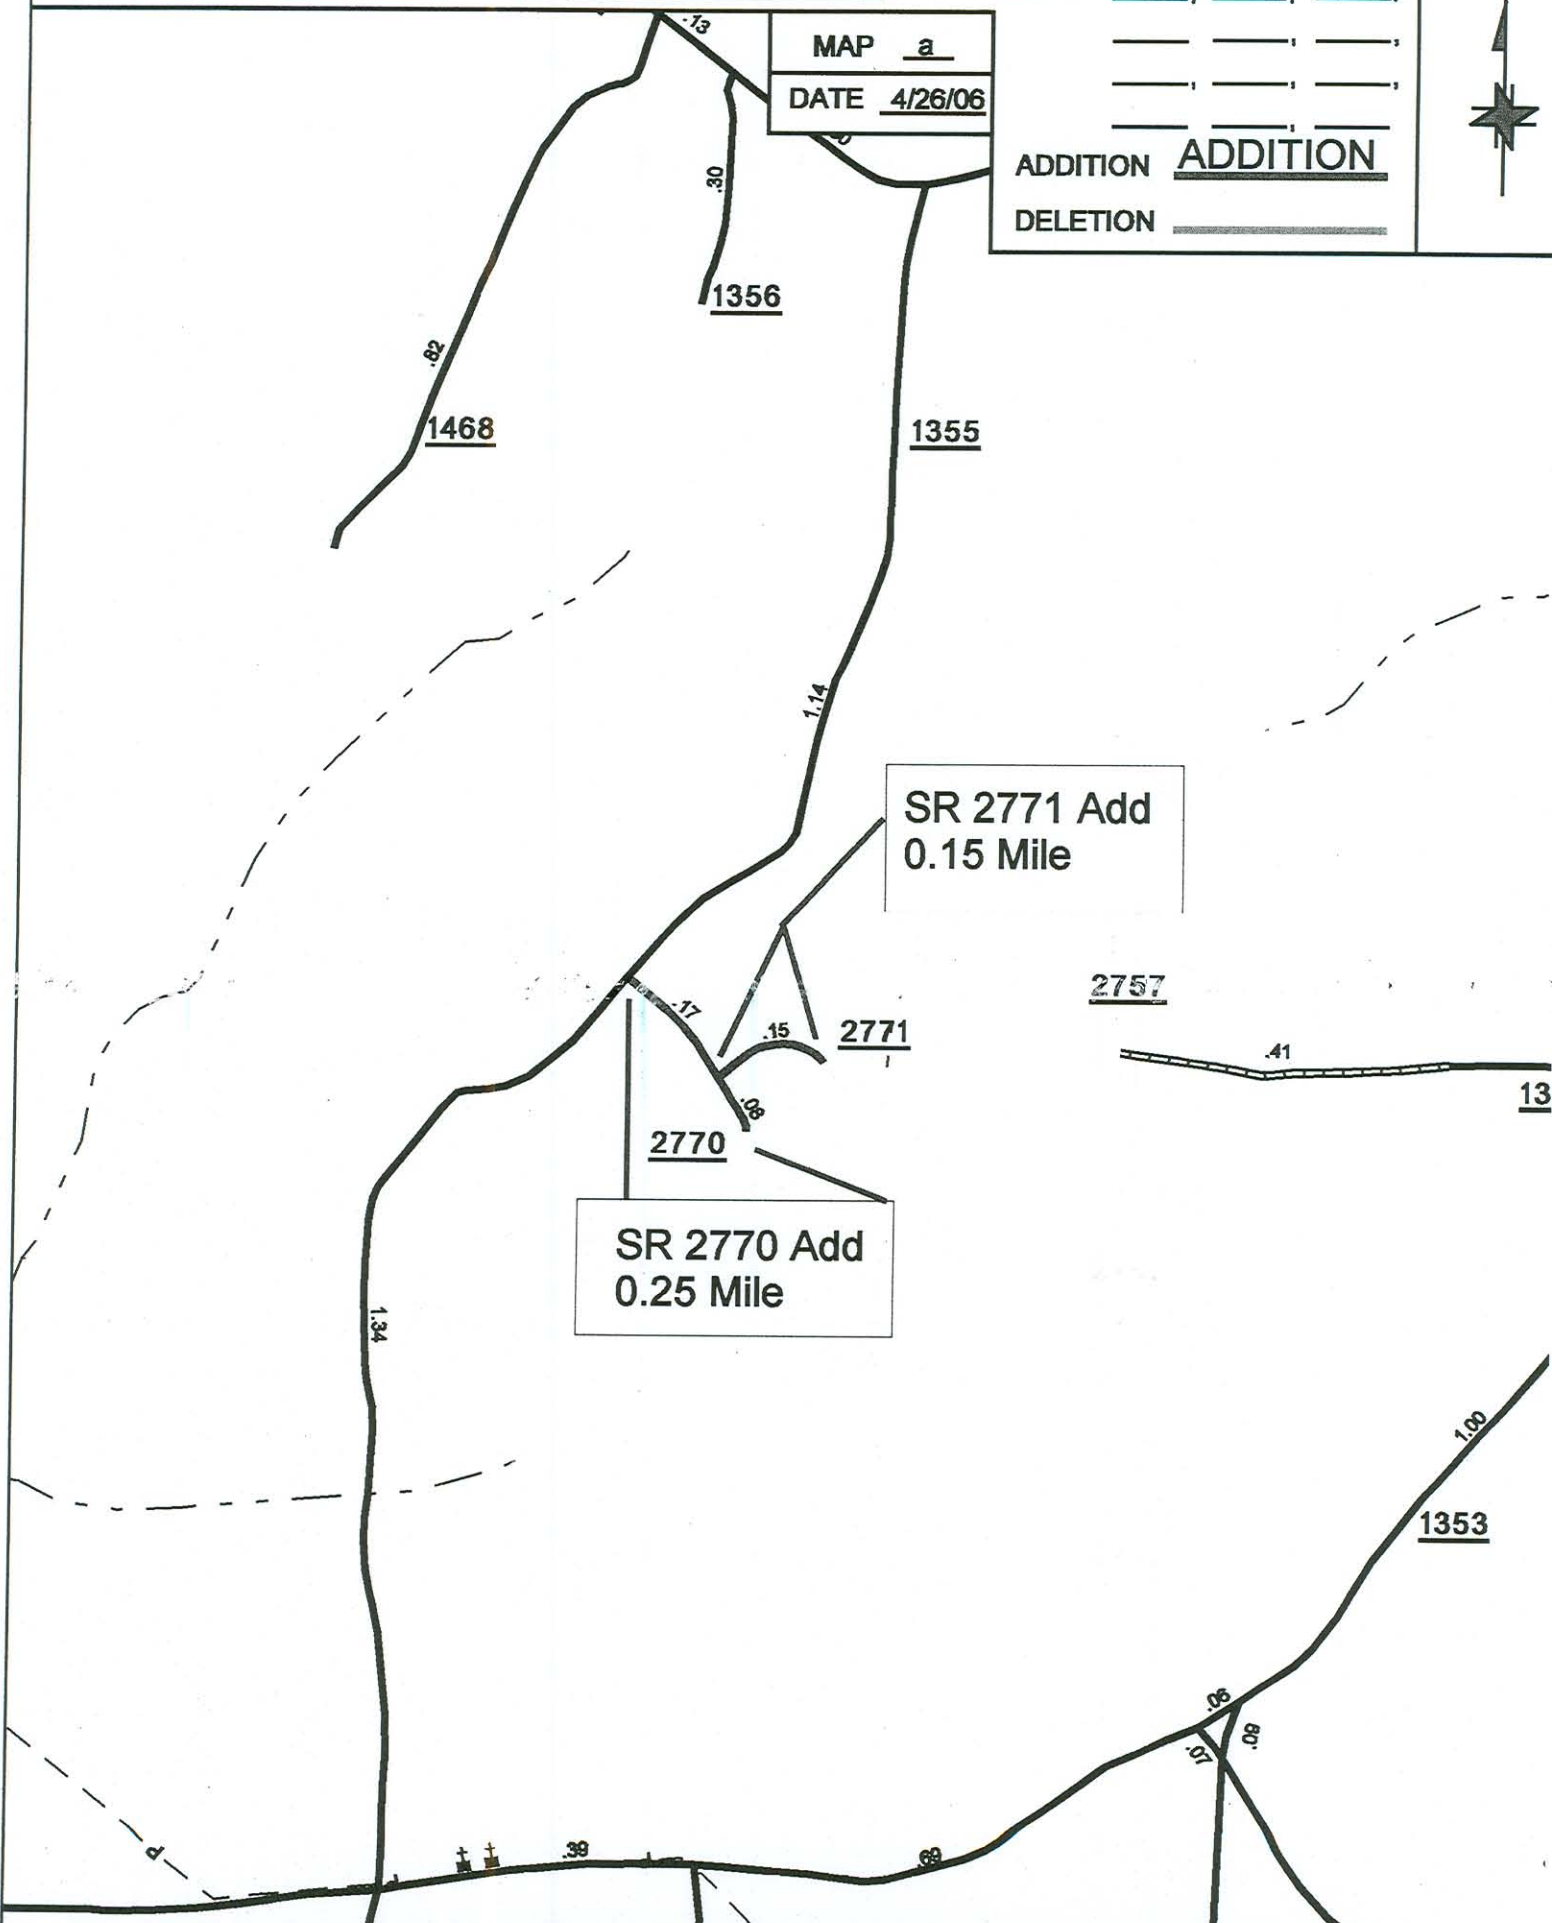 .13
MAP a
DATE 4/26/06
ADDITION ADDITION
DELETION
.30
1356
.82
1468
1355
1.14
SR 2771 Add
0.15 Mile
2757
.17
.15
2771
.41
13
.08
2770
SR 2770 Add
0.25 Mile
1.34
1.00
1353
.06
.09
.07
P
.39
.69